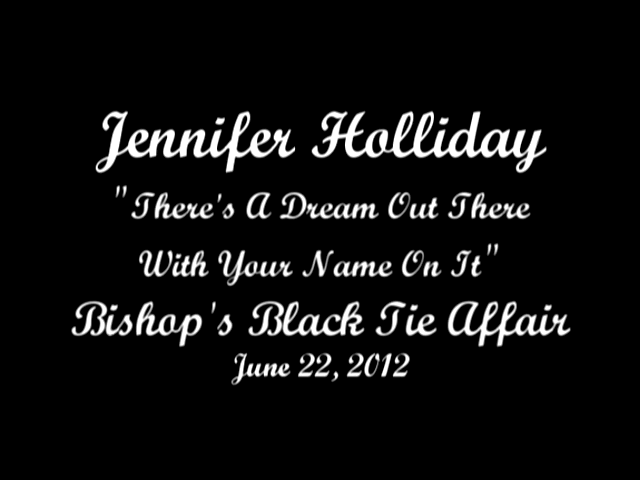 Jennifer Holliday
"There's A Dream Out There
With Your Name On It"
Bishop's Black Tie Affair
June 22, 2012